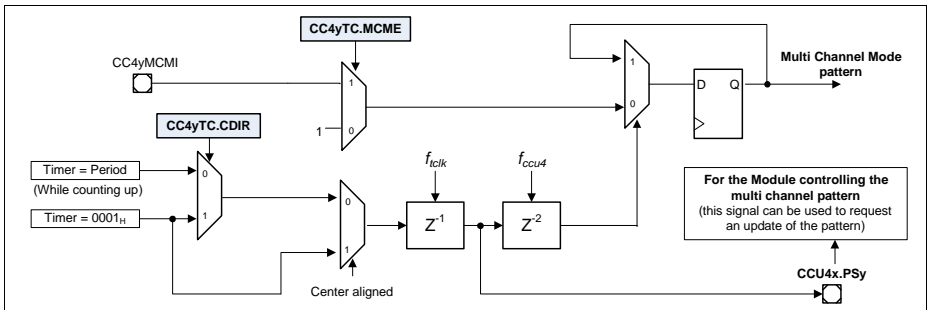 CC4yTC.MCME
CC4yMCMI
1
0
1
1
0
D Q
Multi Channel Mode
pattern
CC4yTC.CDIR
Timer = Period
(While counting up)
Timer = 0001H
0
1
0
1
Center aligned
ftclk
Z-1
fccu4
Z-2
For the Module controlling the
multi channel pattern
(this signal can be used to request
an update of the pattern)
CCU4x.PSy